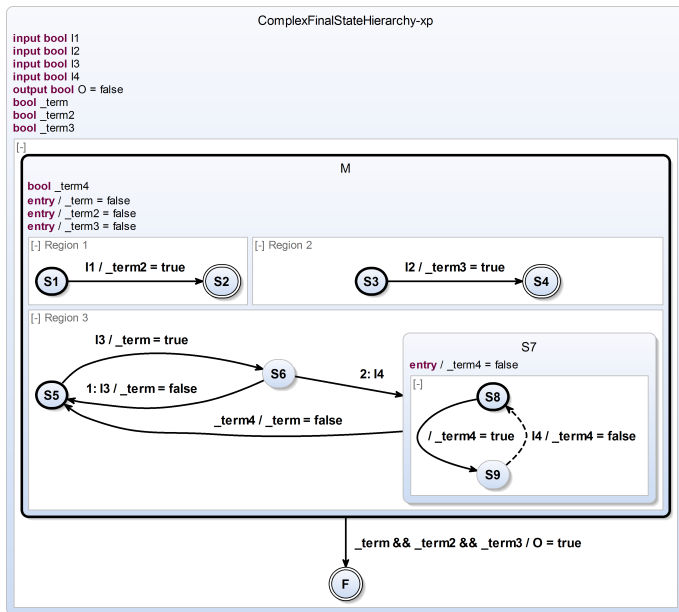 ComplexFinalStateHierarchy-xp
input bool I1
input bool I2
input bool I3
input bool I4
output bool O = false
bool _term
bool _term2
bool _term3
[-]
M
bool _term4
entry / _term = false
entry / _term2 = false
entry / _term3 = false
[-] Region 1
S1
I1 / _term2 = true
S2
[-] Region 2
S3
I2 / _term3 = true
S4
[-] Region 3
S5
I3 / _term = true
1: I3 / _term = false
S6
2: I4
_term4 / _term = false
S7
entry / _term4 = false
[-]
S8
/ _term4 = true
I4 / _term4 = false
S9
_term && _term2 && _term3 / O = true
F